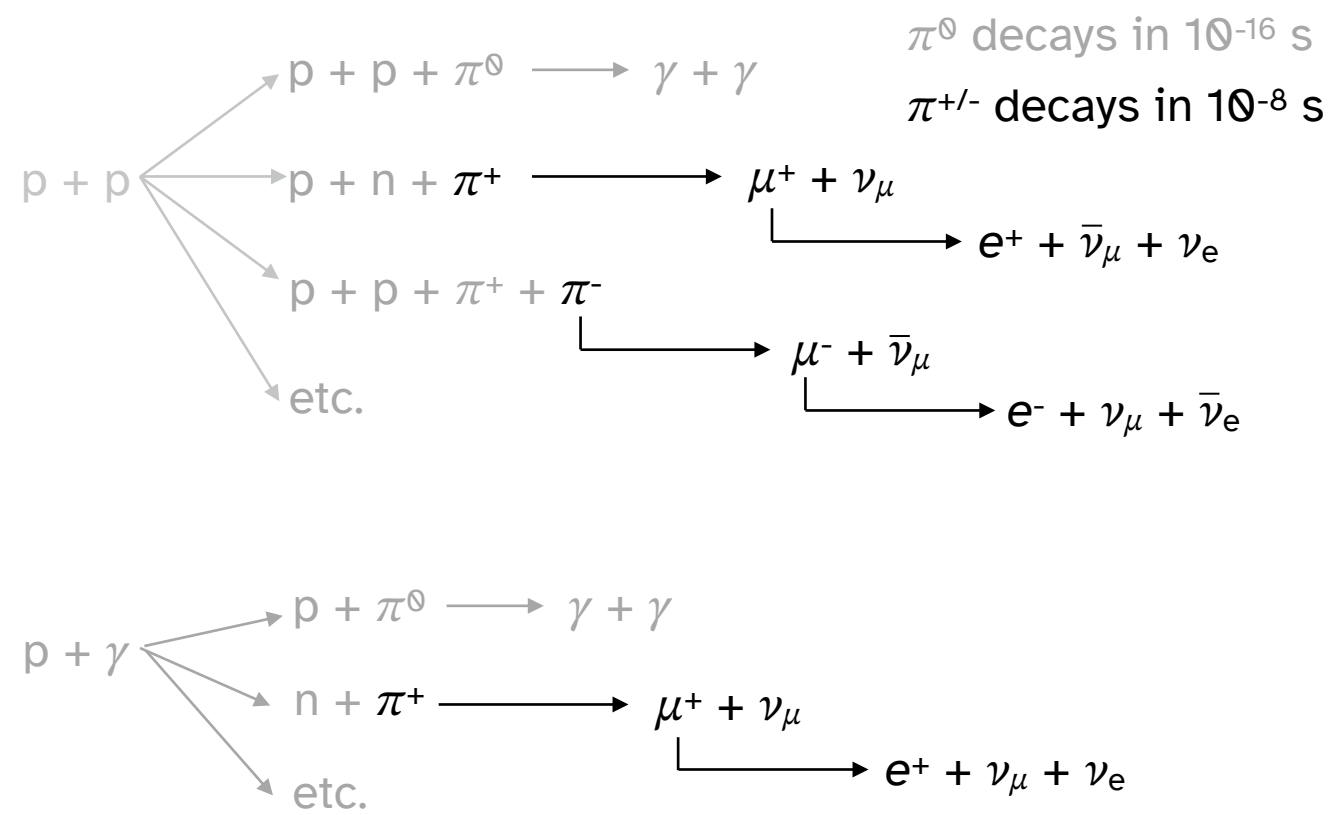 π⁰ decays in 10⁻¹⁶ s
p + p + π⁰ → γ + γ
π⁺/⁻ decays in 10⁻⁸ s
p + p
p + n + π⁺ → μ⁺ + ν_μ
e⁺ + ν̅_μ + ν_e
p + p + π⁺ + π⁻
μ⁻ + ν̅_μ
etc.
e⁻ + ν_μ + ν̅_e
p + π⁰ → γ + γ
p + γ
n + π⁺ → μ⁺ + ν_μ
e⁺ + ν_μ + ν_e
etc.